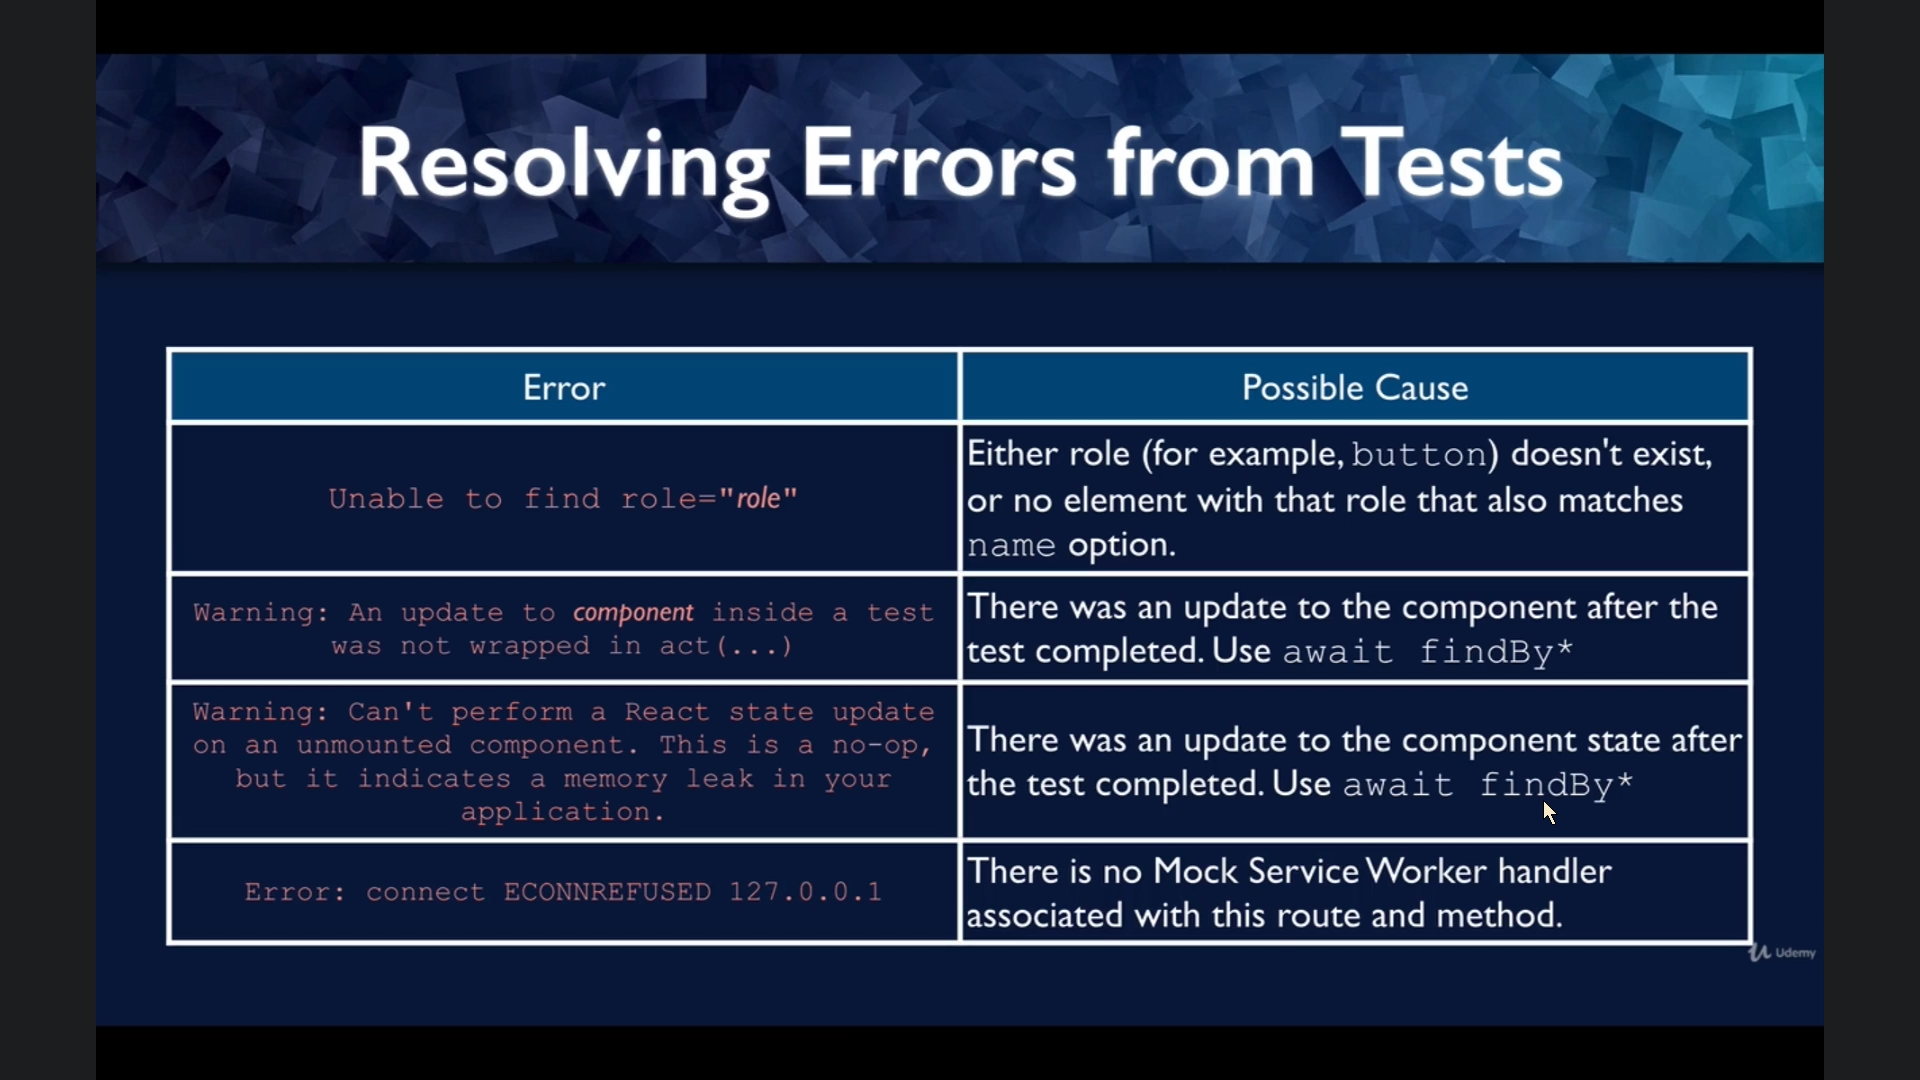 Resolving Errors from Tests
Error
Possible Cause
Unable to find role="role"
Either role (for example, button) doesn't exist,
or no element with that role that also matches
name option.
Warning: An update to component inside a test
was not wrapped in act(...)
There was an update to the component after the
test completed. Use await findBy*
Warning: Can't perform a React state update
on an unmounted component. This is a no-op,
but it indicates a memory leak in your
application.
There was an update to the component state after
the test completed. Use await findBy*
Error: connect ECONNREFUSED 127.0.0.1
There is no Mock Service Worker handler
associated with this route and method.
Udemy